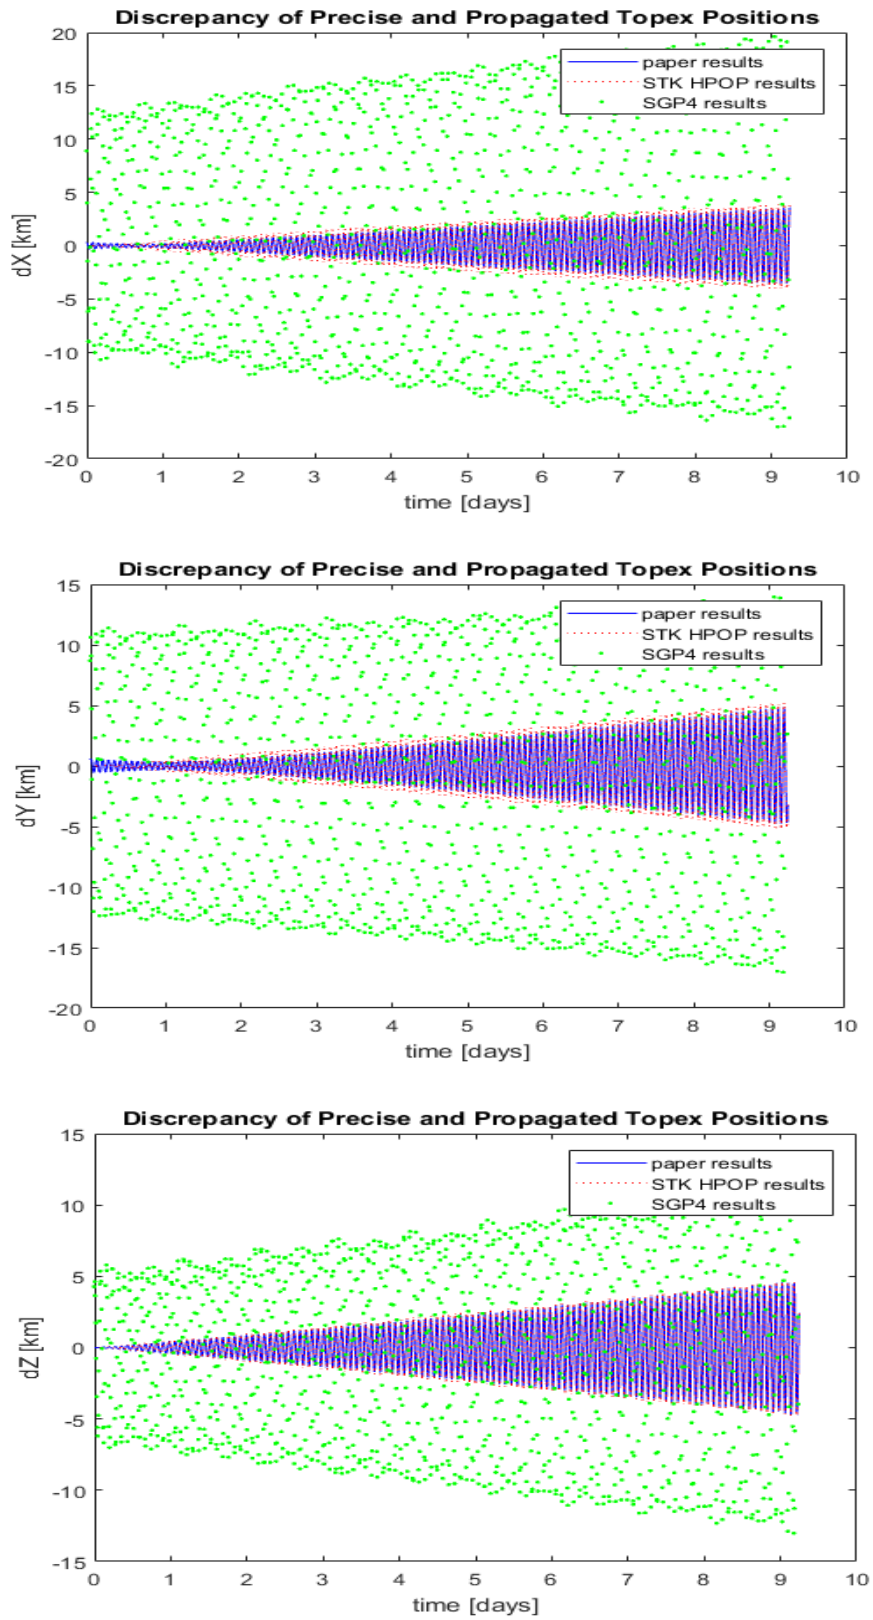 Discrepancy of Precise and Propagated Topex Positions
20
15
10
5
0
-5
-10
-15
-20
dX [km]
paper results
STK HPOP results
SGP4 results
0 1 2 3 4 5 6 7 8 9 10
time [days]
Discrepancy of Precise and Propagated Topex Positions
15
10
5
0
-5
-10
-15
-20
dY [km]
paper results
STK HPOP results
SGP4 results
0 1 2 3 4 5 6 7 8 9 10
time [days]
Discrepancy of Precise and Propagated Topex Positions
15
10
5
0
-5
-10
-15
dZ [km]
paper results
STK HPOP results
SGP4 results
0 1 2 3 4 5 6 7 8 9 10
time [days]